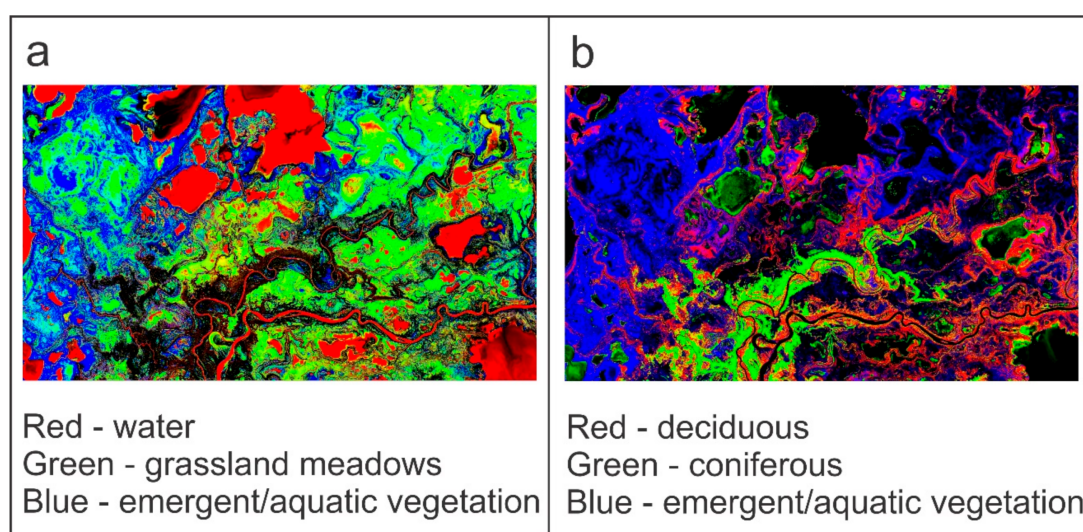 a
Red - water
Green - grassland meadows
Blue - emergent/aquatic vegetation
b
Red - deciduous
Green - coniferous
Blue - emergent/aquatic vegetation